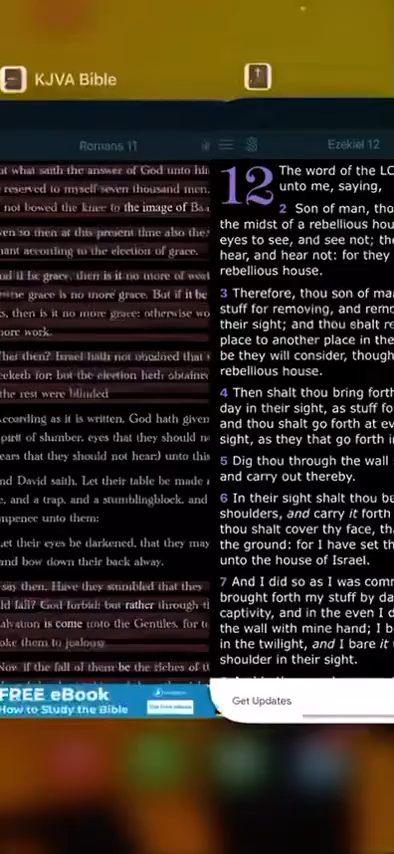 KJVA Bible
Romans 11
at what saith the answer of God unto hi
reserved to myself seven thousand men,
not bowed the knee to the image of Baa
ven so then at this present time also the
nant according to the election of grace.
nd if by grace, then is it no more of wor
grace is no more grace. But if it be
s, then is it no more grace: otherwise wo
more work.
What then? Israel hath not obtained that
eeketh for; but the election hath obtaine
the rest were blinded
According as it is written, God hath given
spirit of slumber, eyes that they should no
ears that they should not hear;) unto this
nd David saith, Let their table be made
e, and a trap, and a stumblingblock, and
mpence unto them:
Let their eyes be darkened, that they may
and bow down their back alway.
say then, Have they stumbled that they
ld fall? God forbid: but rather through t
alvation is come unto the Gentiles, for to
oke them to jealousy
Now if the fall of them be the riches of t
FREE eBook
How to Study the Bible
Ezekiel 12
12 The word of the LO
unto me, saying,
2 Son of man, tho
the midst of a rebellious hou
eyes to see, and see not; the
hear, and hear not: for they
rebellious house.
3 Therefore, thou son of mar
stuff for removing, and remo
their sight; and thou shalt re
place to another place in the
be they will consider, though
rebellious house.
4 Then shalt thou bring forth
day in their sight, as stuff fo
and thou shalt go forth at ev
sight, as they that go forth in
5 Dig thou through the wall
and carry out thereby.
6 In their sight shalt thou be
shoulders, and carry it forth
thou shalt cover thy face, tha
the ground: for I have set th
unto the house of Israel.
7 And I did so as I was comm
brought forth my stuff by da
captivity, and in the even I d
the wall with mine hand; I b
in the twilight, and I bare it
shoulder in their sight.
Get Updates